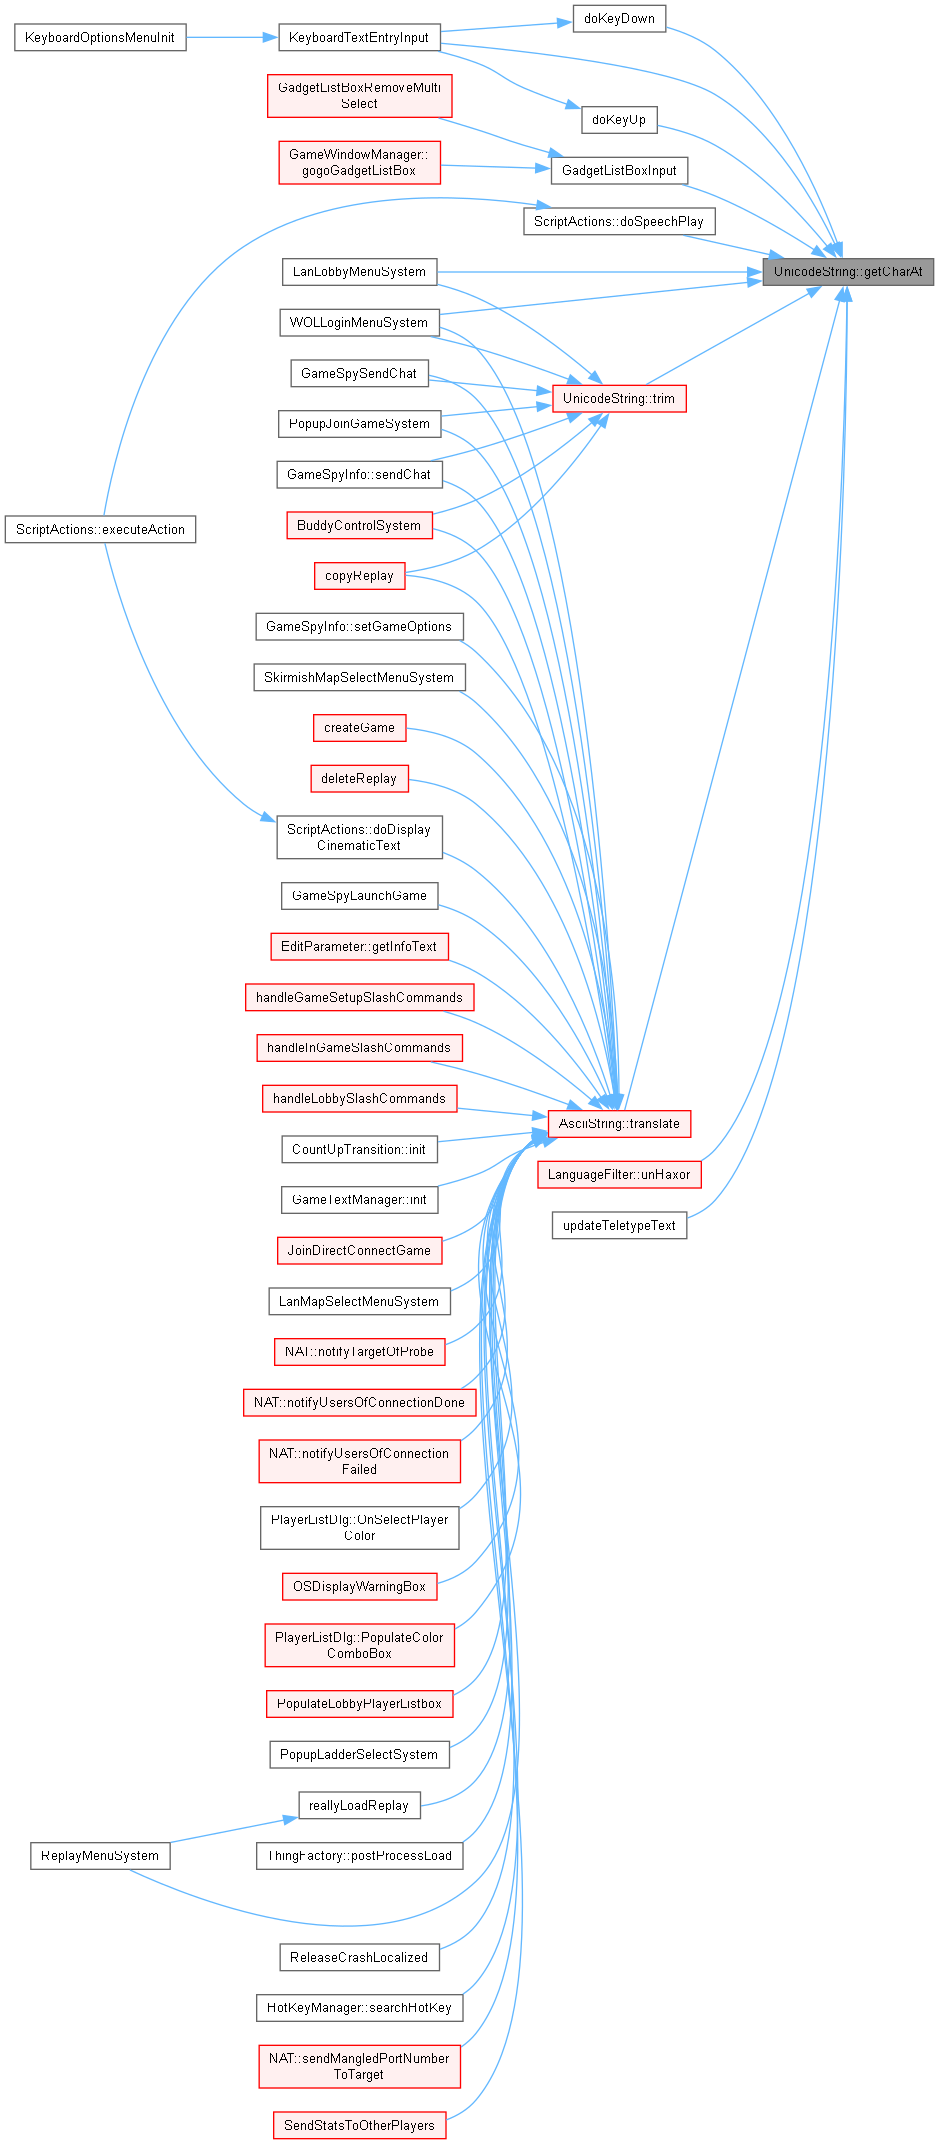 doKeyDown
KeyboardOptionsMenuInit
KeyboardTextEntryInput
GadgetListBoxRemoveMulti
Select
doKeyUp
GameWindowManager::
gogoGadgetListBox
GadgetListBoxInput
ScriptActions::doSpeechPlay
LanLobbyMenuSystem
UnicodeString::getCharAt
WOLLoginMenuSystem
GameSpySendChat
UnicodeString::trim
PopupJoinGameSystem
GameSpyInfo::sendChat
BuddyControlSystem
ScriptActions::executeAction
copyReplay
GameSpyInfo::setGameOptions
SkirmishMapSelectMenuSystem
createGame
deleteReplay
ScriptActions::doDisplay
CinematicText
GameSpyLaunchGame
EditParameter::getInfoText
handleGameSetupSlashCommands
handleInGameSlashCommands
handleLobbySlashCommands
AsciiString::translate
CountUpTransition::init
LanguageFilter::unHaxor
GameTextManager::init
updateTeletypeText
JoinDirectConnectGame
LanMapSelectMenuSystem
NAT::notifyTargetOfProbe
NAT::notifyUsersOfConnectionDone
NAT::notifyUsersOfConnection
Failed
PlayerListDlg::OnSelectPlayer
Color
OSDisplayWarningBox
PlayerListDlg::PopulateColor
ComboBox
PopulateLobbyPlayerListbox
PopupLadderSelectSystem
reallyLoadReplay
ReplayMenuSystem
ThingFactory::postProcessLoad
ReleaseCrashLocalized
HotKeyManager::searchHotKey
NAT::sendMangledPortNumber
ToTarget
SendStatsToOtherPlayers